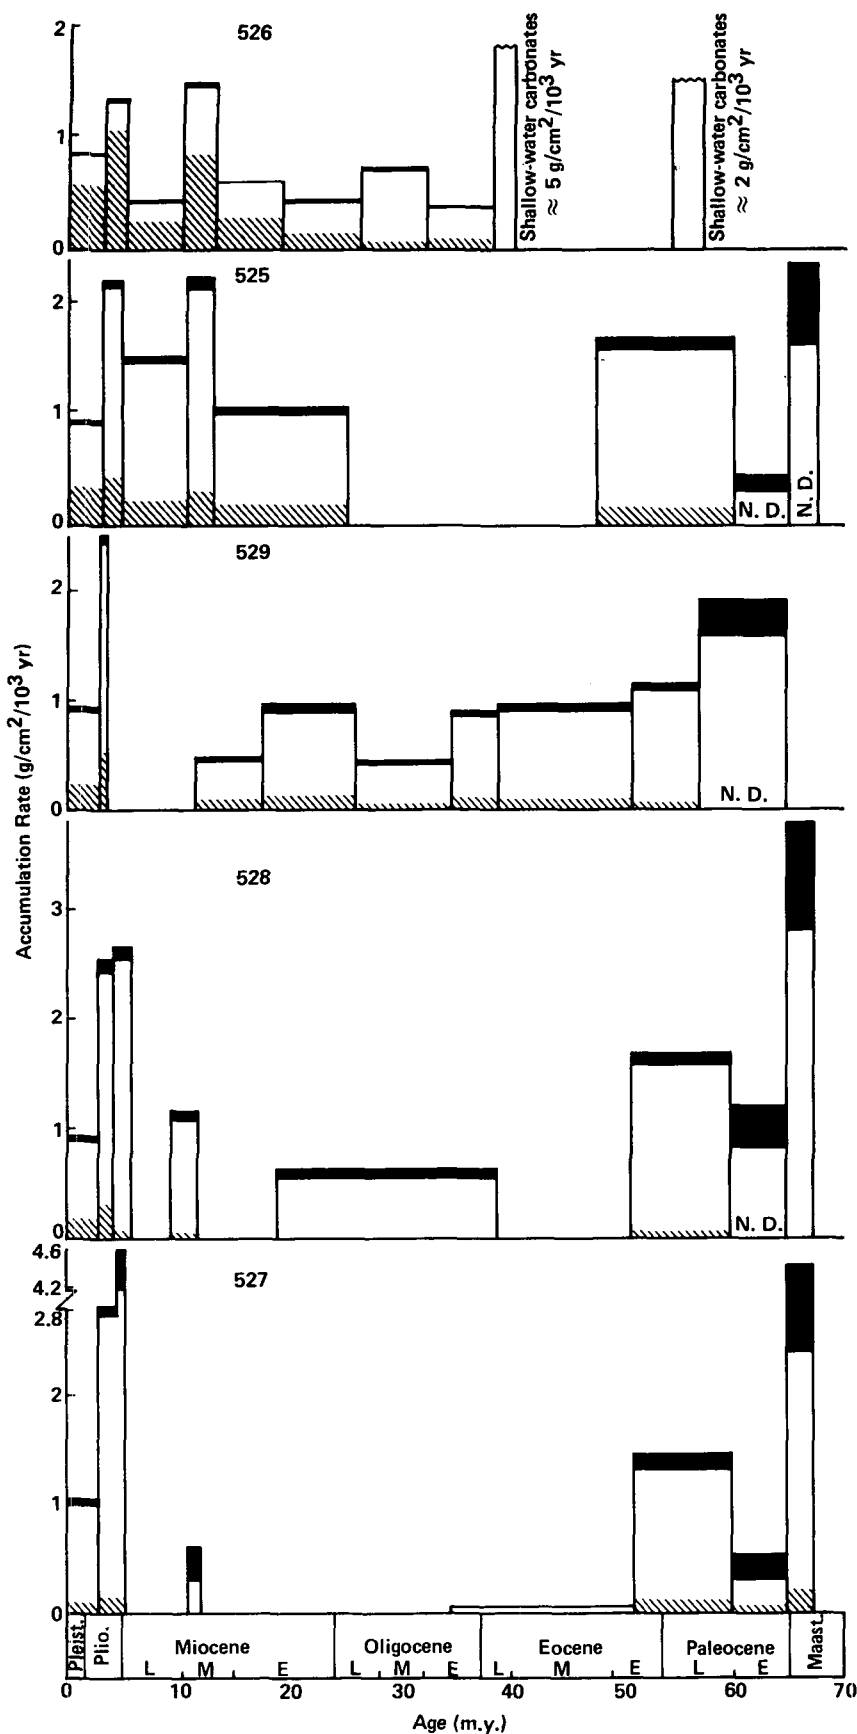 526
2
1
0
Shallow-water carbonates
≈ 5 g/cm²/10³ yr
Shallow-water carbonates
≈ 2 g/cm²/10³ yr
525
2
1
0
N. D.
N. D.
529
2
1
0
N. D.
Accumulation Rate (g/cm²/10³ yr)
528
3
2
1
0
N. D.
527
4.6
4.2
2.8
2
1
0
Pleist. Plio. Miocene Oligocene Eocene Paleocene Maast.
L M E L M E L M E L E
0 10 20 30 40 50 60 70
Age (m.y.)